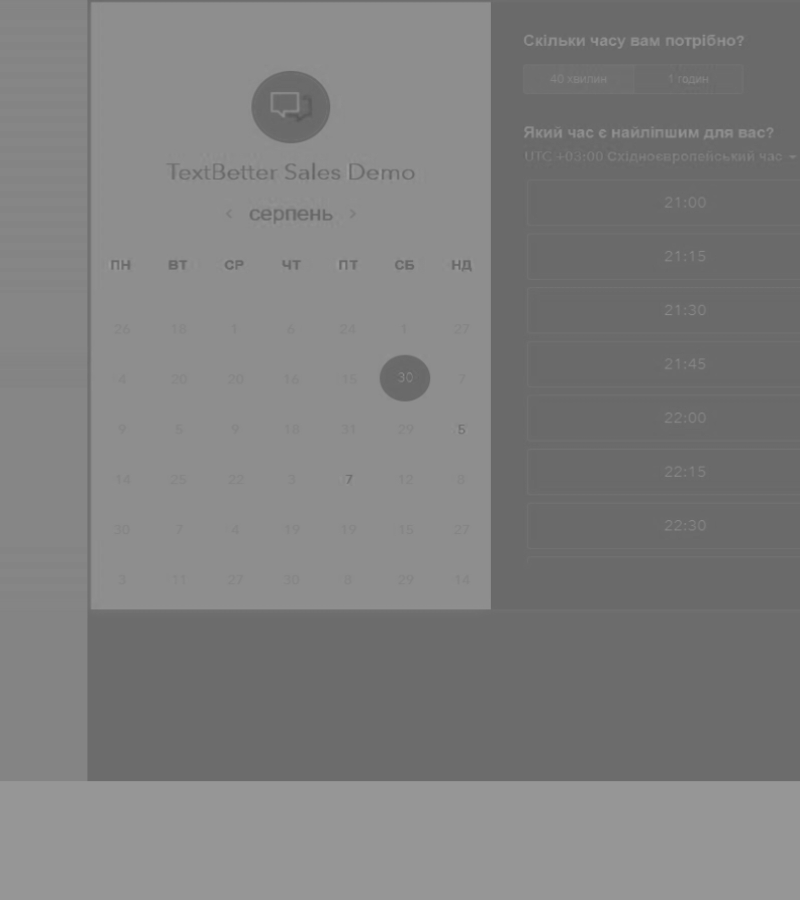 TextBetter Sales Demo
< серпень >
ПН ВТ СР ЧТ ПТ СБ НД
26 18 1 6 24 1 27
4 20 20 16 15 30 7
9 5 9 18 31 29 5
14 25 22 3 7 12 8
30 7 4 19 19 15 27
3 11 27 30 8 29 14
Скільки часу вам потрібно?
40 хвилин 1 годин
Який час є найліпшим для вас?
UTC +03:00 Східноєвропейський час
21:00
21:15
21:30
21:45
22:00
22:15
22:30